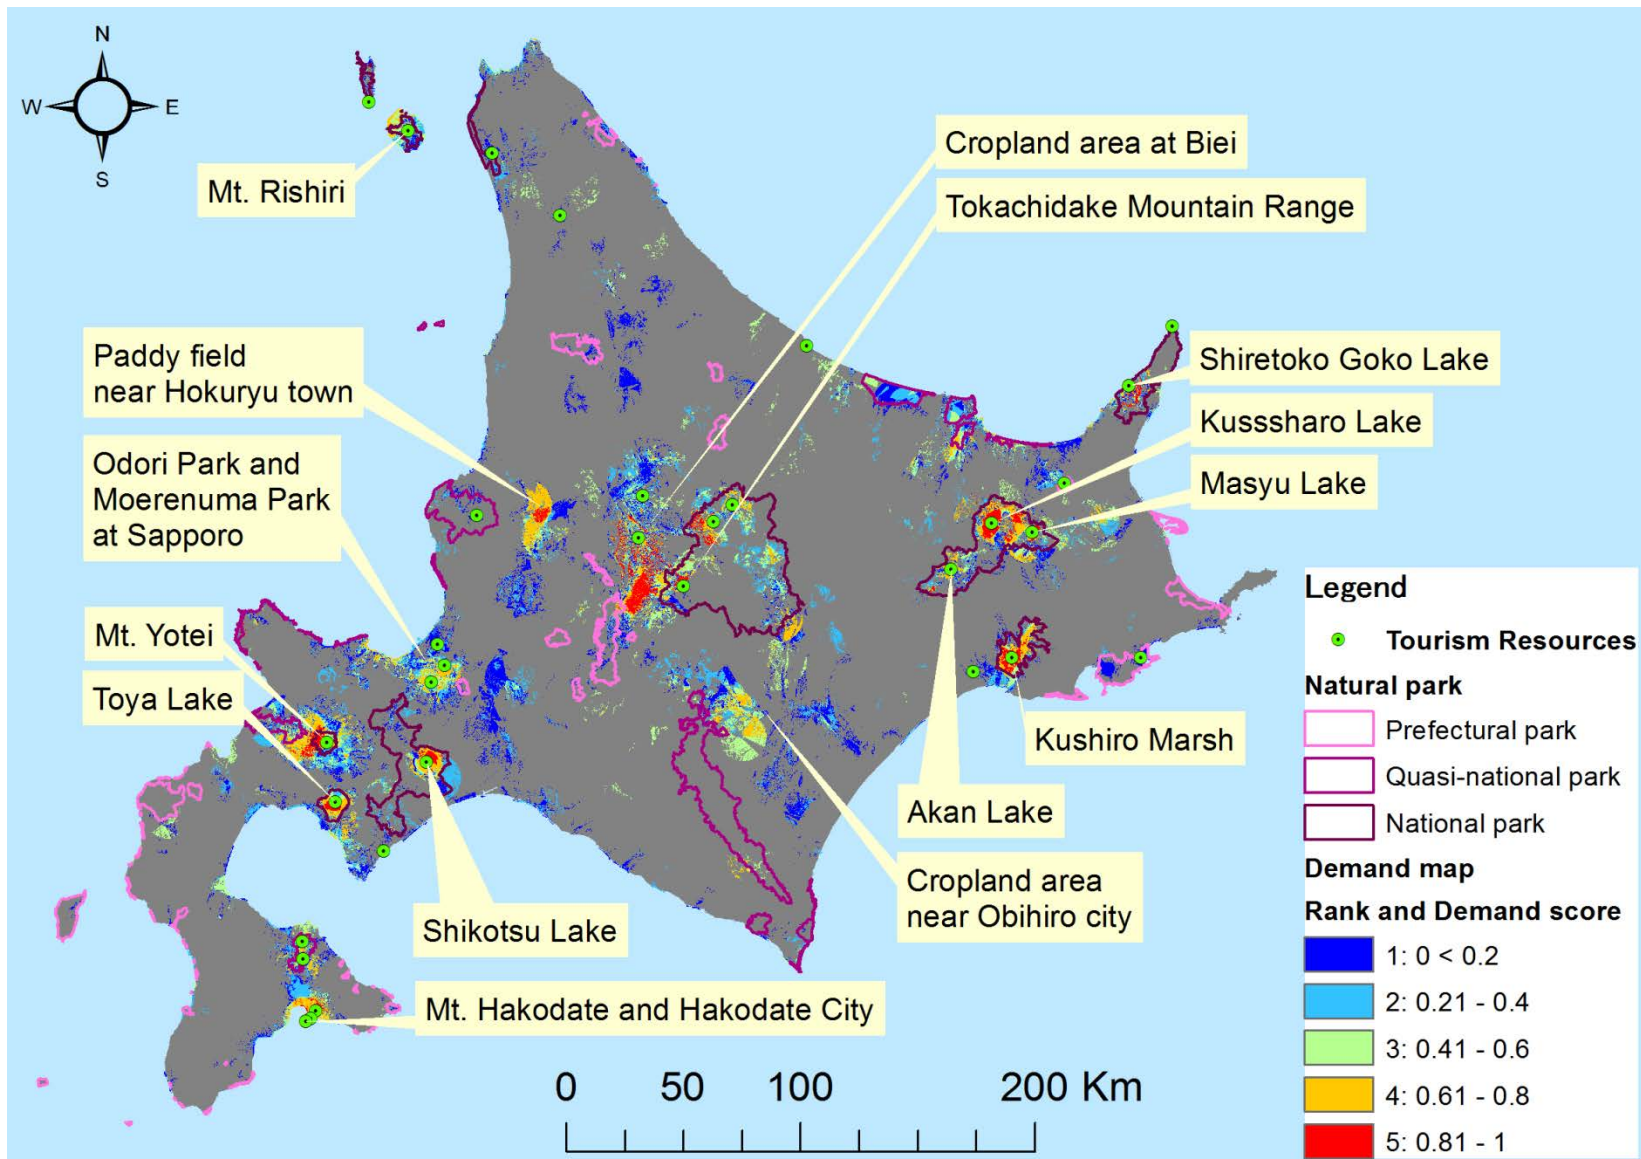 N
W
E
S
Cropland area at Biei
Tokachidake Mountain Range
Mt. Rishiri
Paddy field
near Hokuryu town
Shiretoko Goko Lake
Kusssharo Lake
Masyu Lake
Odori Park and
Moerenuma Park
at Sapporo
Mt. Yotei
Toya Lake
Kushiro Marsh
Akan Lake
Cropland area
near Obihiro city
Shikotsu Lake
Mt. Hakodate and Hakodate City
0 50 100 200 Km
Legend
Tourism Resources
Natural park
Prefectural park
Quasi-national park
National park
Demand map
Rank and Demand score
1: 0 < 0.2
2: 0.21 - 0.4
3: 0.41 - 0.6
4: 0.61 - 0.8
5: 0.81 - 1